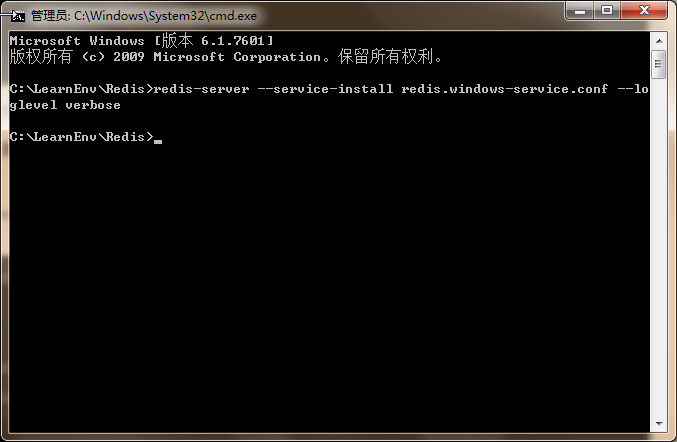 管理员: C:\Windows\System32\cmd.exe
Microsoft Windows [版本 6.1.7601]
版权所有 (c) 2009 Microsoft Corporation。保留所有权利。
C:\LearnEnv\Redis>redis-server --service-install redis.windows-service.conf --lo
glevel verbose
C:\LearnEnv\Redis>